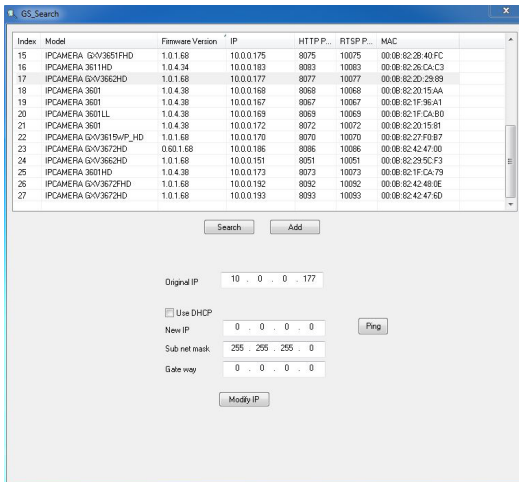 GS_Search
Index Model Firmware Version IP HTTP P... RTSP P... MAC
15 IPCAMERA GXV3651FHD 1.0.1.68 10.0.0.175 8075 10075 00:0B:82:2B:40:FC
16 IPCAMERA 3611HD 1.0.4.34 10.0.0.183 8083 10083 00:0B:82:26:CA:C3
17 IPCAMERA GXV3662HD 1.0.1.68 10.0.0.177 8077 10077 00:0B:82:2D:29:89
18 IPCAMERA 3601 1.0.4.38 10.0.0.168 8068 10068 00:0B:82:20:15:AA
19 IPCAMERA 3601 1.0.4.38 10.0.0.167 8067 10067 00:0B:82:1F:96:A1
20 IPCAMERA 3601LL 1.0.4.38 10.0.0.169 8069 10069 00:0B:82:1F:CA:B0
21 IPCAMERA 3601 1.0.4.38 10.0.0.172 8072 10072 00:0B:82:20:15:81
22 IPCAMERA GXV3615WP_HD 1.0.1.68 10.0.0.170 8070 10070 00:0B:82:27:F0:B7
23 IPCAMERA GXV3672HD 0.60.1.68 10.0.0.186 8086 10086 00:0B:82:42:47:00
24 IPCAMERA GXV3662HD 1.0.1.68 10.0.0.151 8051 10051 00:0B:82:29:5C:F3
25 IPCAMERA 3601HD 1.0.4.38 10.0.0.173 8073 10073 00:0B:82:1F:CA:79
26 IPCAMERA GXV3672FHD 1.0.1.68 10.0.0.192 8092 10092 00:0B:82:42:48:0E
27 IPCAMERA GXV3672HD 1.0.1.68 10.0.0.193 8093 10093 00:0B:82:42:47:6D
Search Add
Original IP 10 . 0 . 0 . 177
Use DHCP
New IP 0 . 0 . 0 . 0 Ping
Sub net mask 255 . 255 . 255 . 0
Gate way 0 . 0 . 0 . 0
Modify IP